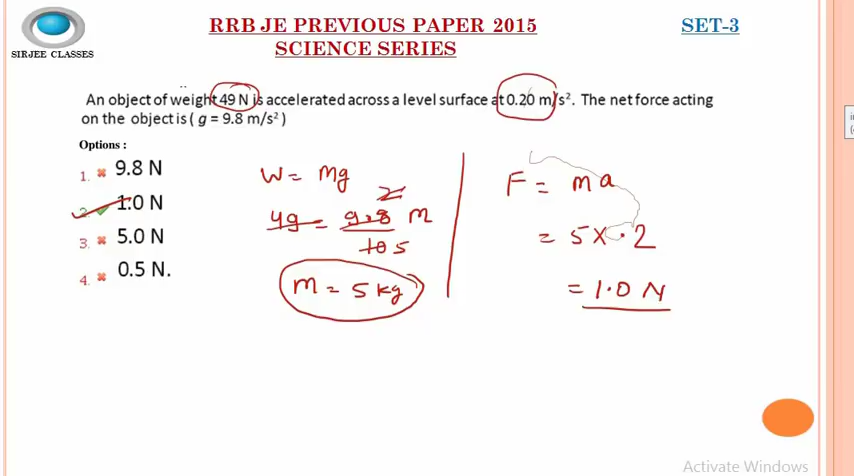 RRB JE PREVIOUS PAPER 2015
SCIENCE SERIES
SET-3
SIRJEE CLASSES
An object of weight 49 N is accelerated across a level surface at 0.20 m/s². The net force acting
on the object is ( g = 9.8 m/s² )
Options :
1. 9.8 N
2. 1.0 N
3. 5.0 N
4. 0.5 N.
W = mg
49 = 9.8 m
2
10 5
m = 5 kg
F = ma
= 5 x .2
= 1.0 N
Activate Windows